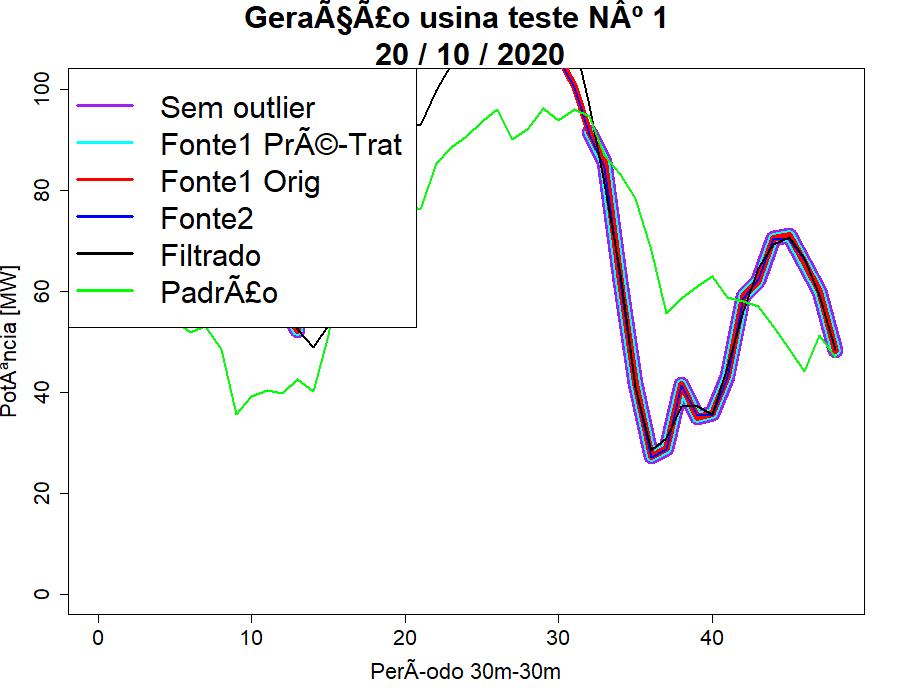 GeraÃ§Ã£o usina teste NÂº 1
20 / 10 / 2020
Sem outlier
Fonte1 PrÃ©-Trat
Fonte1 Orig
Fonte2
Filtrado
PadrÃ£o
PotÃªncia [MW]
100
80
60
40
20
0
0 10 20 30 40
PerÃ-odo 30m-30m